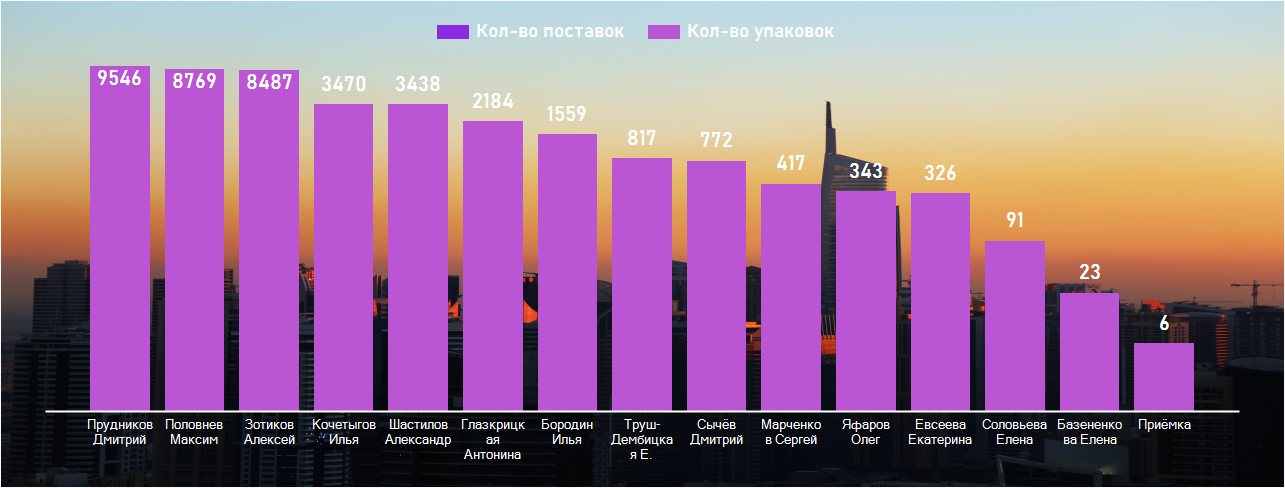 Кол-во поставок Кол-во упаковок
9546 8769 8487 3470 3438 2184 1559 817 772 417 343 326 91 23 6
Прудников Половнев Зотиков Кочетыгов Шастилов Глазкрицк Бородин Труш- Сычёв Марченко Яфаров Евсеева Соловьева Базененко Приёмка
Дмитрий Максим Алексей Илья Александр ая Илья Дембицка Дмитрий в Сергей Олег Екатерина Елена ва Елена
Антонина я Е.